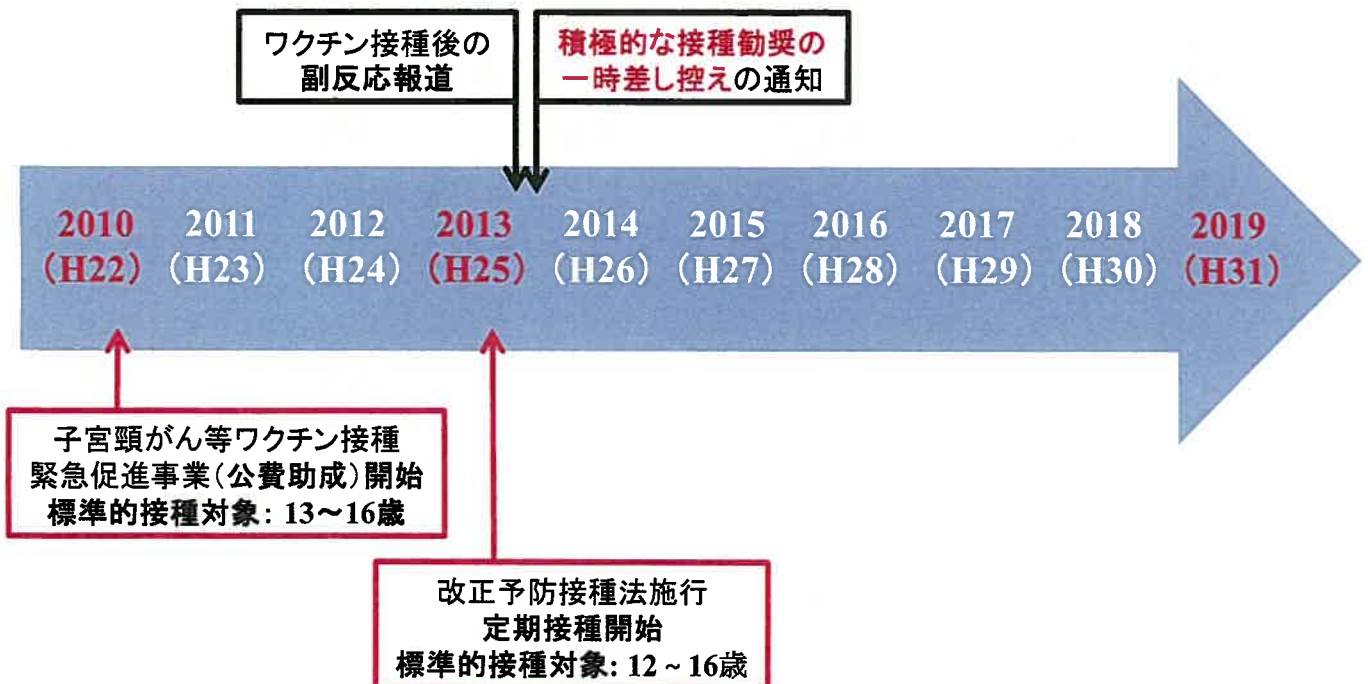 ワクチン接種後の
副反応報道
積極的な接種勧奨の
一時差し控えの通知
2010 2011 2012 2013 2014 2015 2016 2017 2018 2019
(H22) (H23) (H24) (H25) (H26) (H27) (H28) (H29) (H30) (H31)
子宮頸がん等ワクチン接種
緊急促進事業(公費助成)開始
標準的接種対象: 13～16歳
改正予防接種法施行
定期接種開始
標準的接種対象: 12 ~ 16歳